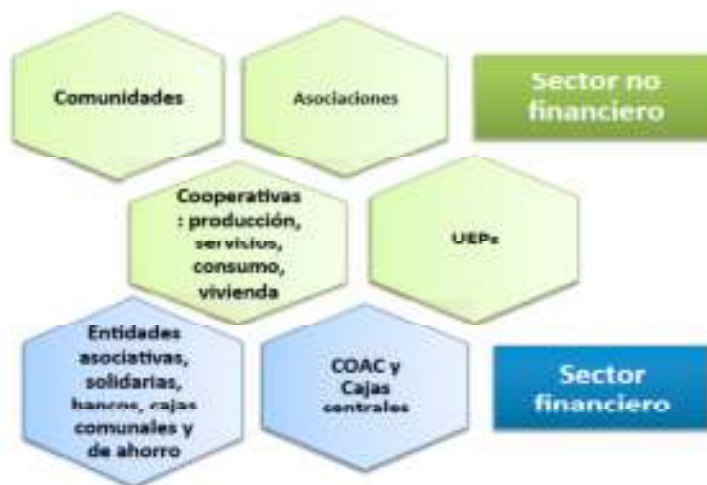 Comunidades
Asociaciones
Sector no
financiero
Cooperativas
: producción,
servicios,
consumo,
vivienda
UEPs
Entidades
asociativas,
solidarias,
bancos, cajas
comunales y
de ahorro
COAC y
Cajas
centrales
Sector
financiero